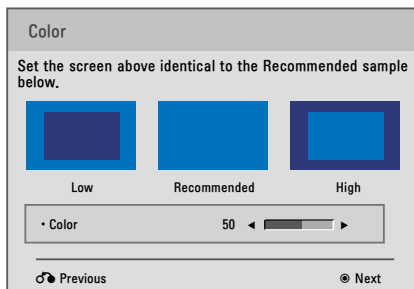 Color
Set the screen above identical to the Recommended sample
below.
Low Recommended High
• Color 50
Previous Next